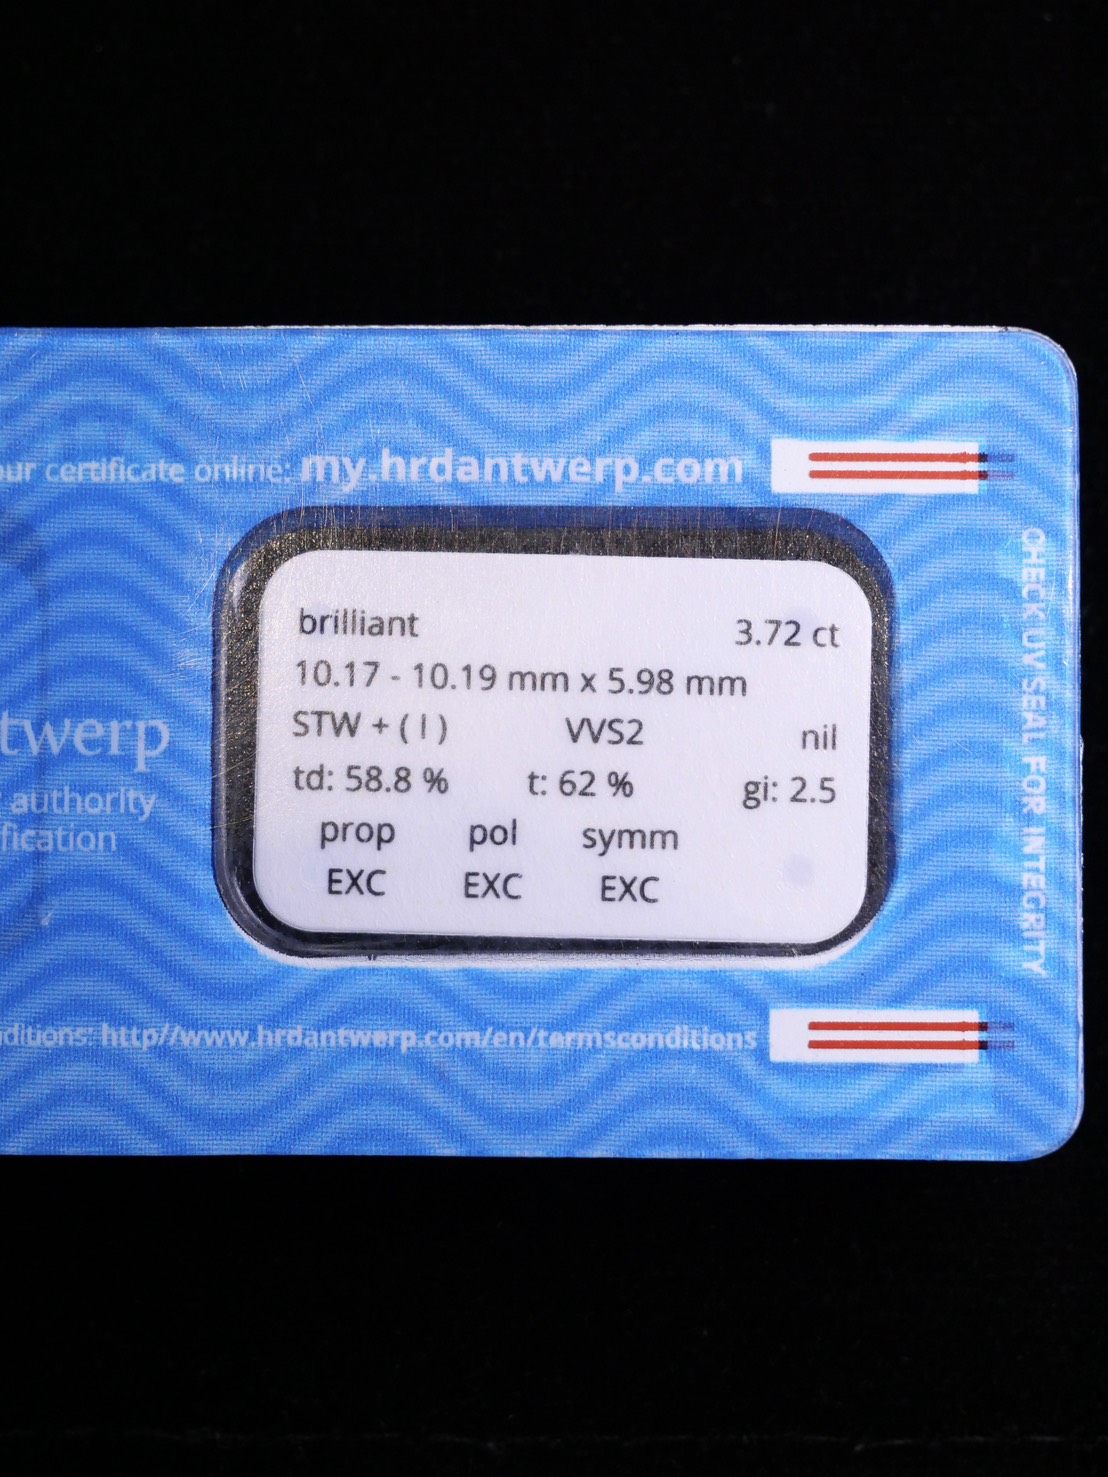 our certificate online: my.hrdantwerp.com
brilliant 3.72 ct
10.17 - 10.19 mm x 5.98 mm
STW + ( I ) VVS2 nil
td: 58.8 % t: 62 % gi: 2.5
prop pol symm
EXC EXC EXC
twerp
authority
fication
nditions: http//www.hrdantwerp.com/en/termsconditions
CHECK UV SEAL FOR INTEGRITY